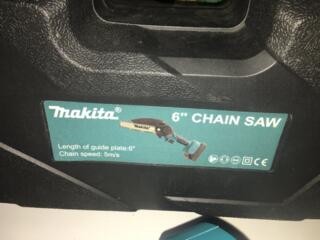 makita®
6" CHAIN SAW
Length of guide plate:6"
Chain speed: 5m/s